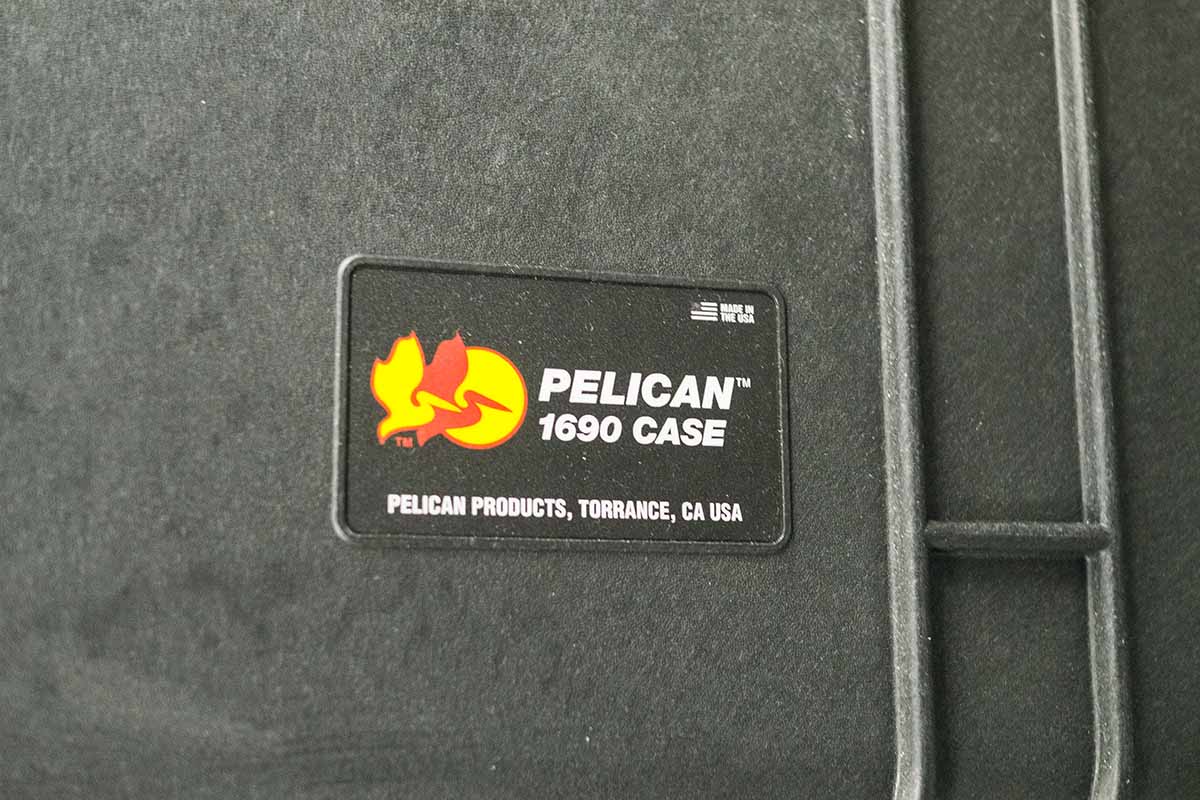 MADE IN
THE USA
PELICAN™
1690 CASE
TM
PELICAN PRODUCTS, TORRANCE, CA USA